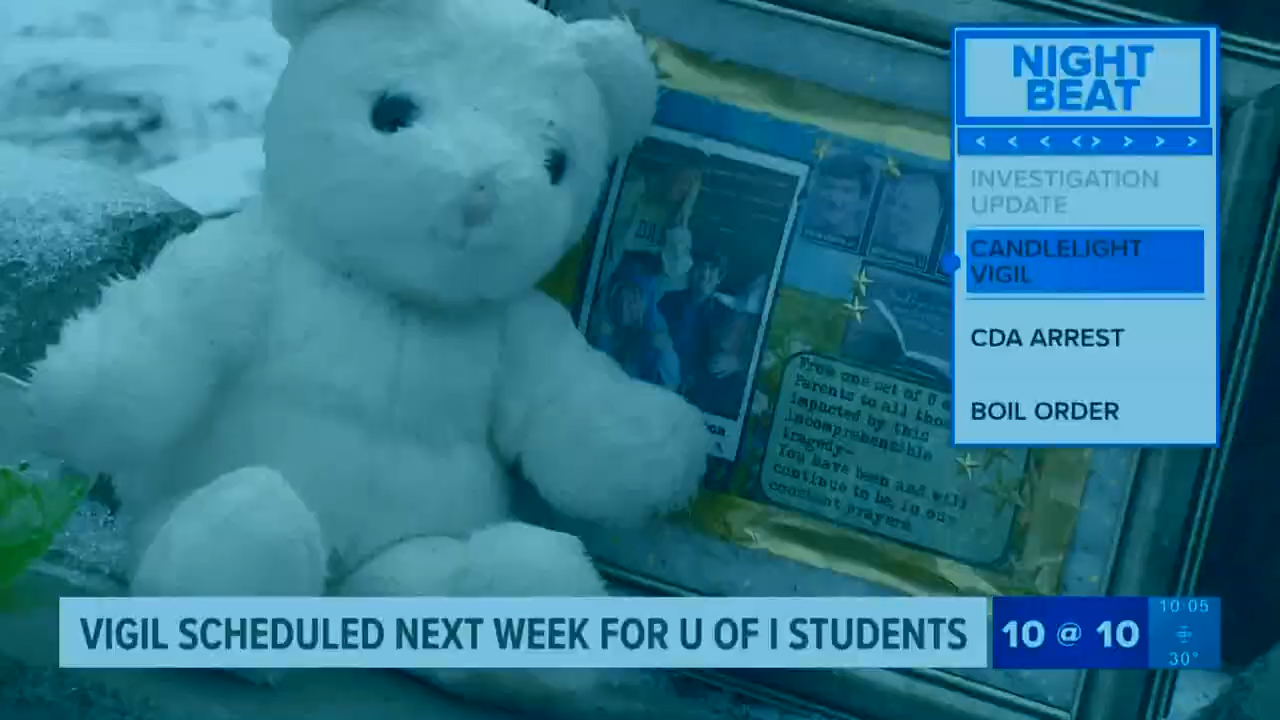 NIGHT
BEAT
INVESTIGATION
UPDATE
CANDLELIGHT
VIGIL
CDA ARREST
BOIL ORDER
From one set of
Parents to all those
impacted by this
incomprehensible
tragedy-
You have been and will
continue to be, in our
constant prayers
VIGIL SCHEDULED NEXT WEEK FOR U OF I STUDENTS
10 @ 10
10:05
30°